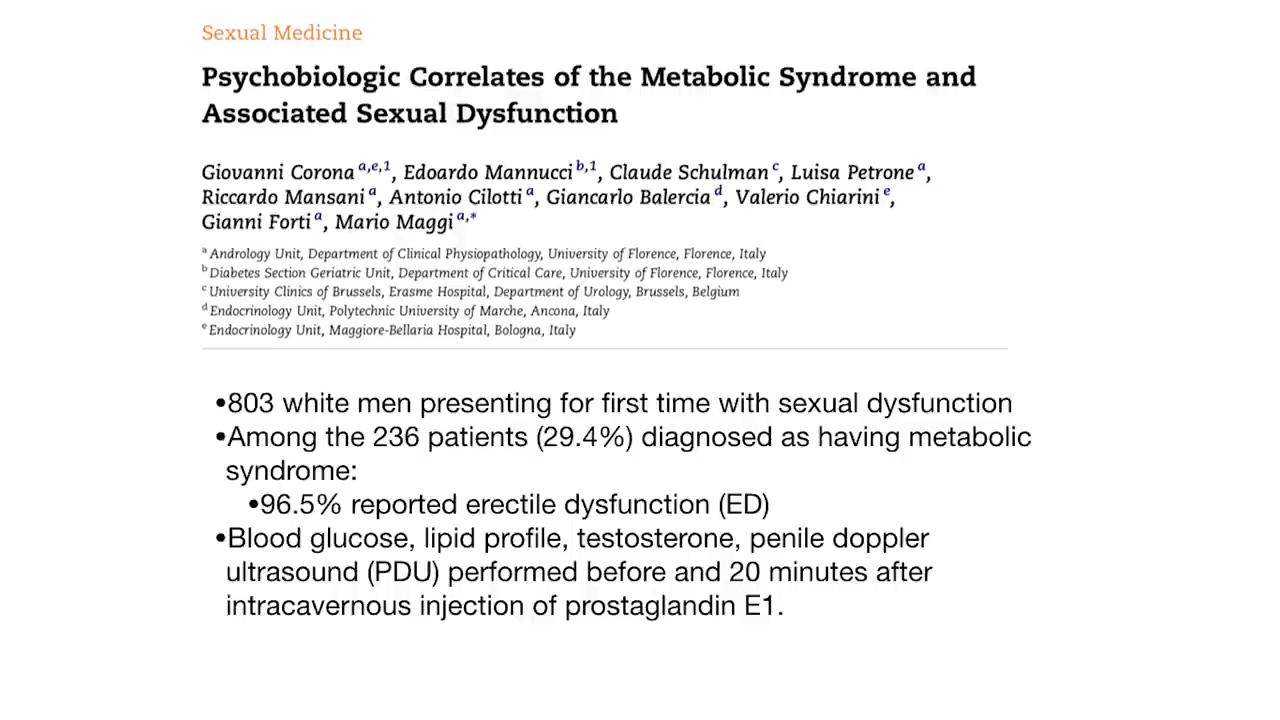 Sexual Medicine
Psychobiologic Correlates of the Metabolic Syndrome and
Associated Sexual Dysfunction
Giovanni Corona a,e,1, Edoardo Mannucci b,1, Claude Schulman c, Luisa Petrone a,
Riccardo Mansani a, Antonio Cilotti a, Giancarlo Balercia d, Valerio Chiarini e,
Gianni Forti a, Mario Maggi a,*
a Andrology Unit, Department of Clinical Physiopathology, University of Florence, Florence, Italy
b Diabetes Section Geriatric Unit, Department of Critical Care, University of Florence, Florence, Italy
c University Clinics of Brussels, Erasme Hospital, Department of Urology, Brussels, Belgium
d Endocrinology Unit, Polytechnic University of Marche, Ancona, Italy
e Endocrinology Unit, Maggiore-Bellaria Hospital, Bologna, Italy
•803 white men presenting for first time with sexual dysfunction
•Among the 236 patients (29.4%) diagnosed as having metabolic
syndrome:
•96.5% reported erectile dysfunction (ED)
•Blood glucose, lipid profile, testosterone, penile doppler
ultrasound (PDU) performed before and 20 minutes after
intracavernous injection of prostaglandin E1.